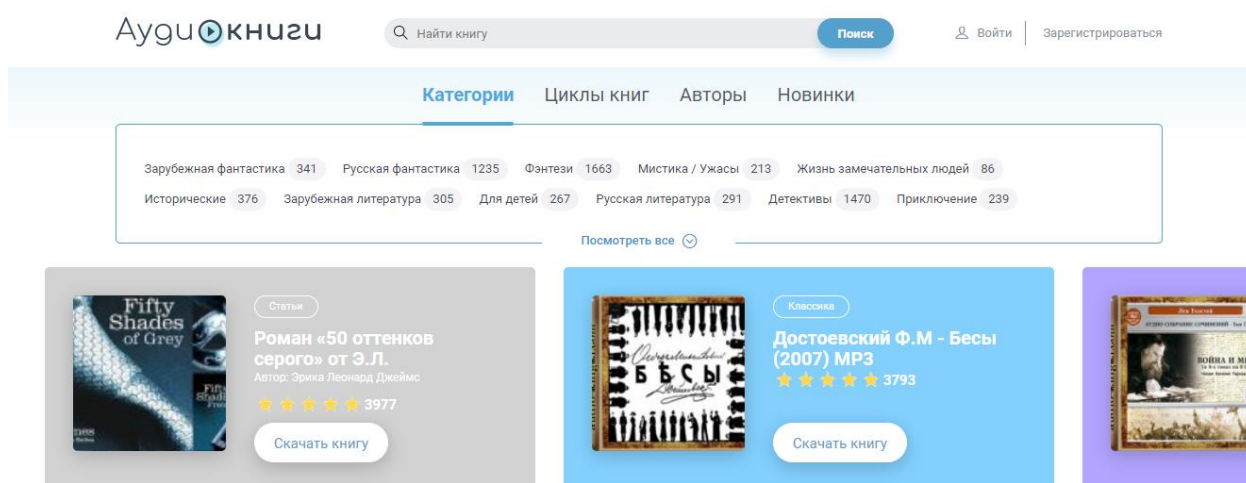 Аудиокниги
Найти книгу
Поиск
Войти
Зарегистрироваться
Категории Циклы книг Авторы Новинки
Зарубежная фантастика 341 Русская фантастика 1235 Фэнтези 1663 Мистика / Ужасы 213 Жизнь замечательных людей 86
Исторические 376 Зарубежная литература 305 Для детей 267 Русская литература 291 Детективы 1470 Приключение 239
Посмотреть все
Fifty
Shades
of Grey
Статьи
Роман «50 оттенков
серого» от Э.Л.
Автор: Эрика Леонард Джеймс
3977
Скачать книгу
БѢСЫ
Классика
Достоевский Ф.М - Бесы
(2007) MP3
3793
Скачать книгу
Лев Толстой
ВОЙНА И М